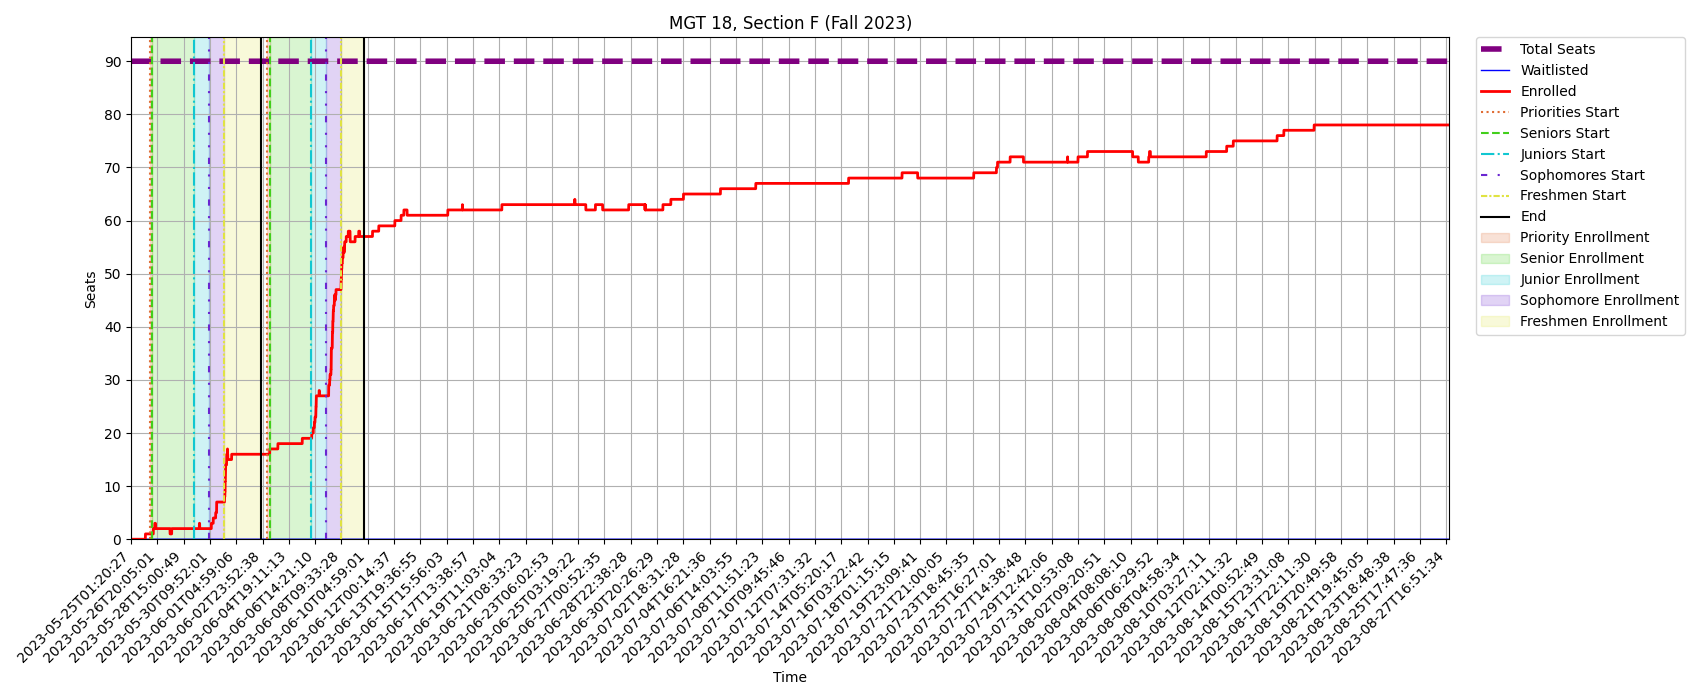 MGT 18, Section F (Fall 2023)
Total Seats
Waitlisted
Enrolled
Priorities Start
Seniors Start
Juniors Start
Sophomores Start
Freshmen Start
End
Priority Enrollment
Senior Enrollment
Junior Enrollment
Sophomore Enrollment
Freshmen Enrollment
Seats
90
80
70
60
50
40
30
20
10
0
2023-05-25T01:20:27
2023-05-26T20:05:01
2023-05-28T15:00:49
2023-05-30T09:52:01
2023-06-01T04:59:06
2023-06-02T23:52:38
2023-06-04T19:11:13
2023-06-06T14:21:10
2023-06-08T09:33:28
2023-06-10T04:59:01
2023-06-12T00:14:37
2023-06-13T19:36:55
2023-06-15T15:56:03
2023-06-17T13:38:57
2023-06-19T11:03:04
2023-06-21T08:33:23
2023-06-23T06:02:53
2023-06-25T03:19:22
2023-06-27T00:52:35
2023-06-28T22:38:28
2023-06-30T20:26:29
2023-07-02T18:31:28
2023-07-04T16:21:36
2023-07-06T14:03:55
2023-07-08T11:51:23
2023-07-10T09:45:46
2023-07-12T07:31:32
2023-07-14T05:20:17
2023-07-16T03:22:42
2023-07-18T01:15:15
2023-07-19T23:09:41
2023-07-21T21:00:05
2023-07-23T18:45:35
2023-07-25T16:27:01
2023-07-27T14:38:48
2023-07-29T12:42:06
2023-07-31T10:53:08
2023-08-02T09:20:51
2023-08-04T08:08:10
2023-08-06T06:29:52
2023-08-08T04:58:34
2023-08-10T03:27:11
2023-08-12T02:11:32
2023-08-14T00:52:49
2023-08-15T23:31:08
2023-08-17T22:11:30
2023-08-19T20:49:58
2023-08-21T19:45:05
2023-08-23T18:48:38
2023-08-25T17:47:36
2023-08-27T16:51:34
Time